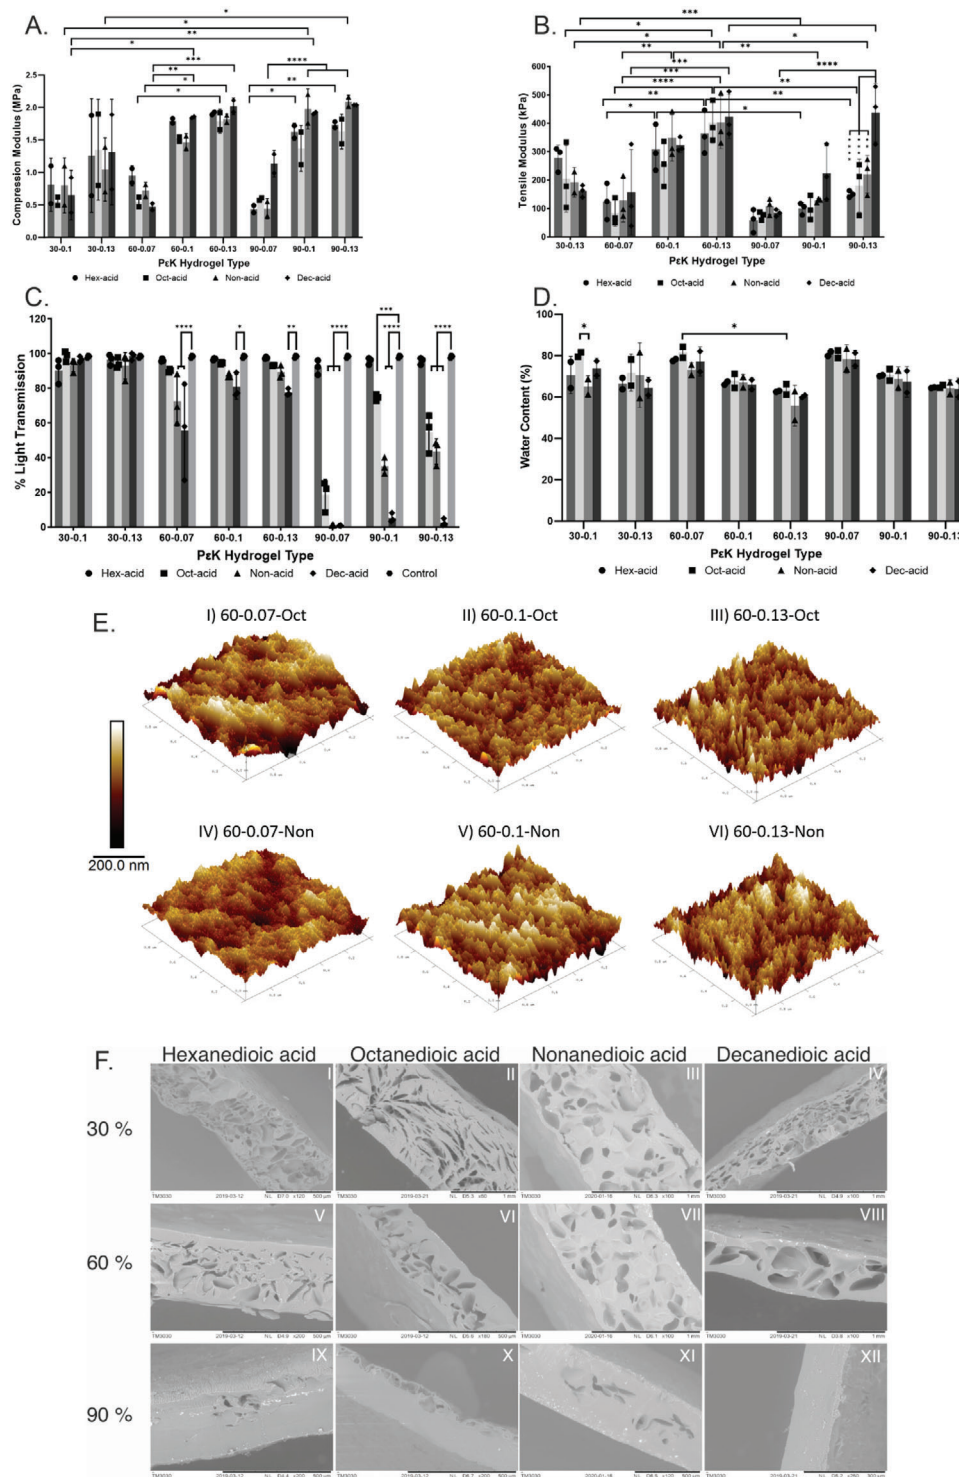 A.
B.
Compression Modulus (MPa)
2.5
2.0
1.5
1.0
0.5
0.0
30-0.1 30-0.13 60-0.07 60-0.1 60-0.13 90-0.07 90-0.1 90-0.13
PεK Hydrogel Type
Hex-acid Oct-acid Non-acid Dec-acid
Tensile Modulus (kPa)
600
500
400
300
200
100
0
30-0.13 60-0.07 60-0.1 60-0.13 90-0.07 90-0.1 90-0.13
PεK Hydrogel Type
Hex-acid Oct-acid Non-acid Dec-acid
C.
D.
% Light Transmission
120
100
80
60
40
20
0
30-0.1 30-0.13 60-0.07 60-0.1 60-0.13 90-0.07 90-0.1 90-0.13
PεK Hydrogel Type
Hex-acid Oct-acid Non-acid Dec-acid Control
Water Content (%)
100
80
60
40
20
0
30-0.1 30-0.13 60-0.07 60-0.1 60-0.13 90-0.07 90-0.1 90-0.13
PεK Hydrogel Type
Hex-acid Oct-acid Non-acid Dec-acid
E.
I) 60-0.07-Oct II) 60-0.1-Oct III) 60-0.13-Oct
IV) 60-0.07-Non V) 60-0.1-Non VI) 60-0.13-Non
200.0 nm
F.
Hexanedioic acid Octanedioic acid Nonanedioic acid Decanedioic acid
30 %
I II III IV
60 %
V VI VII VIII
90 %
IX X XI XII